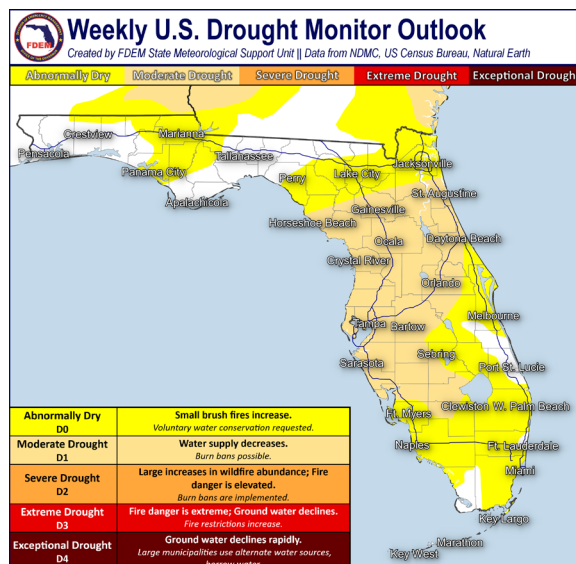 FDEM
Weekly U.S. Drought Monitor Outlook
Created by FDEM State Meteorological Support Unit || Data from NDMC, US Census Bureau, Natural Earth
Abnormally Dry Moderate Drought Severe Drought Extreme Drought Exceptional Drough
Crestview
Marianna
Pensacola
Tallahassee
Jacksonville
Panama City
Perry
Lake City
St. Augustine
Apalachicola
Gainesville
Horseshoe Beach
Ocala
Daytona Beach
Crystal River
Orlando
Melbourne
Tampa
Bartow
Sebring
Sarasota
Port St. Lucie
Ft. Myers
Clewiston
W. Palm Beach
Naples
Ft. Lauderdale
Miami
Key Largo
Marathon
Key West
Abnormally Dry
D0
Small brush fires increase.
Voluntary water conservation requested.
Moderate Drought
D1
Water supply decreases.
Burn bans possible.
Severe Drought
D2
Large increases in wildfire abundance; Fire
danger is elevated.
Burn bans are implemented.
Extreme Drought
D3
Fire danger is extreme; Ground water declines.
Fire restrictions increase.
Exceptional Drought
D4
Ground water declines rapidly.
Large municipalities use alternate water sources,
borrow water.